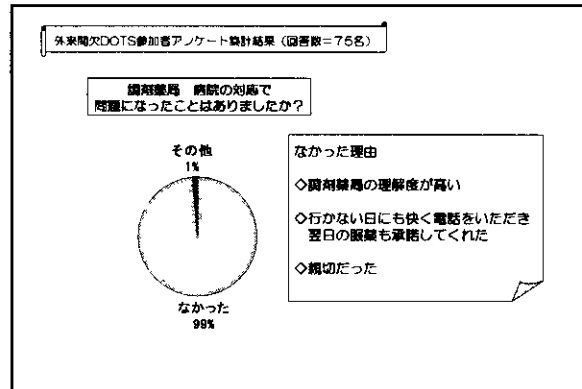 外来間欠DOTS参加者アンケート集計結果（回答数＝75名）
調剤薬局　病院の対応で
問題になったことはありましたか？
その他
1%
なかった
99%
なかった理由
◇調剤薬局の理解度が高い
◇行かない日にも快く電話をいただき
翌日の服薬も承諾してくれた
◇親切だった